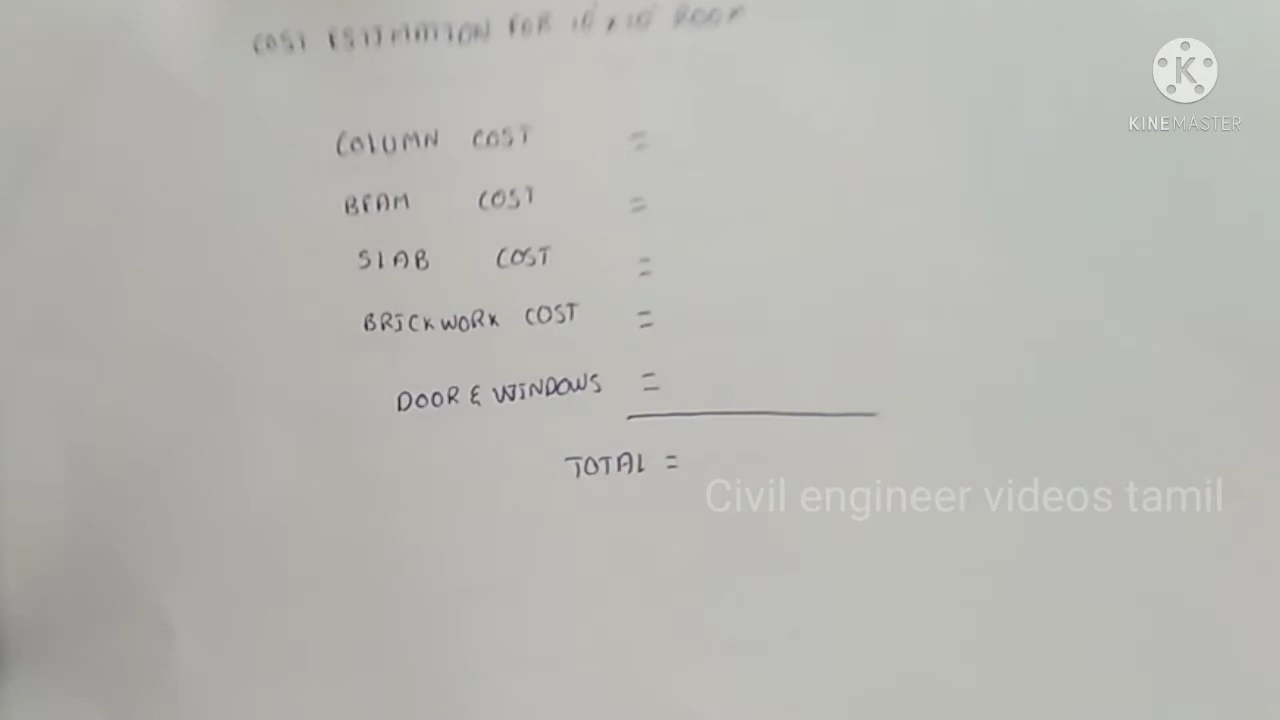 COST ESTIMATION FOR 10' x 10' ROOM
K
KINEMASTER
COLUMN COST =
BEAM COST =
SLAB COST =
BRICKWORK COST =
DOOR & WINDOWS =
TOTAL =
Civil engineer videos tamil